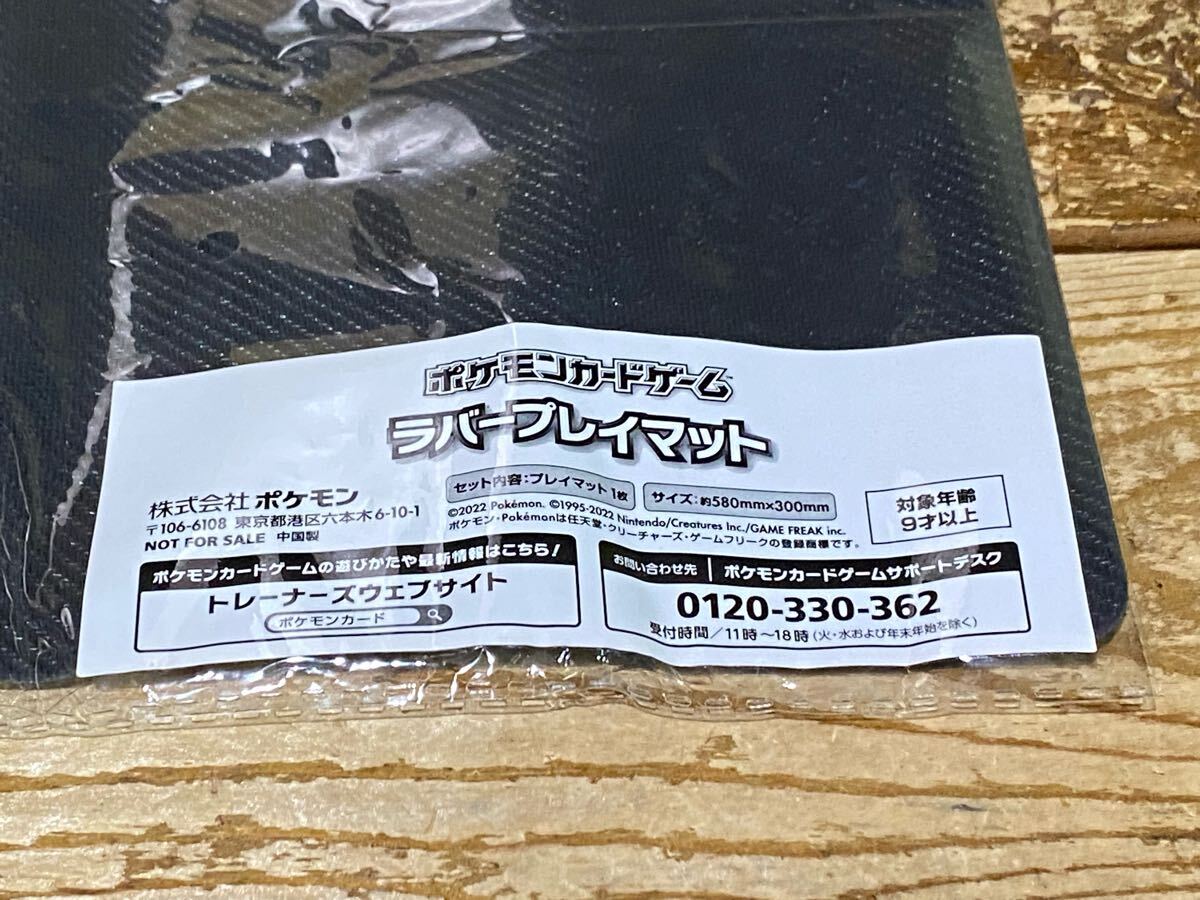 ポケモンカードゲーム™
ラバープレイマット
株式会社 ポケモン
〒106-6108 東京都港区六本木6-10-1
NOT FOR SALE 中国製
セット内容:プレイマット 1枚
サイズ:約580mm×300mm
©2022 Pokémon. ©1995-2022 Nintendo/Creatures Inc./GAME FREAK inc.
ポケモン・Pokémonは任天堂・クリーチャーズ・ゲームフリークの登録商標です。
対象年齢
9才以上
ポケモンカードゲームの遊びかたや最新情報はこちら!
トレーナーズウェブサイト
ポケモンカード
お問い合わせ先 | ポケモンカードゲームサポートデスク
0120-330-362
受付時間/11時~18時(火・水および年末年始を除く)